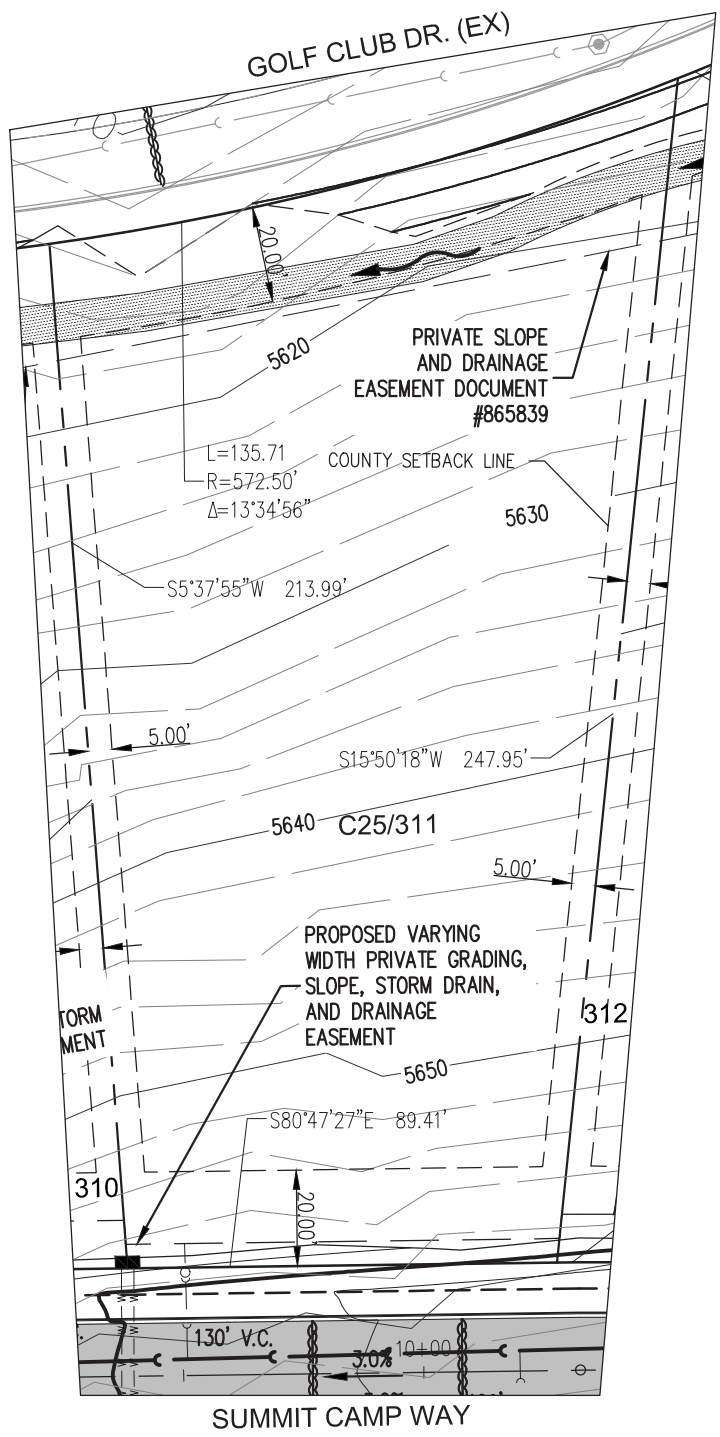 GOLF CLUB DR. (EX)
20.00'
5620
PRIVATE SLOPE
AND DRAINAGE
EASEMENT DOCUMENT
#865839
L=135.71
R=572.50'
Δ=13°34'56"
COUNTY SETBACK LINE
5630
S5°37'55"W 213.99'
5.00'
S15°50'18"W 247.95'
5640
C25/311
5.00'
PROPOSED VARYING
WIDTH PRIVATE GRADING,
SLOPE, STORM DRAIN,
AND DRAINAGE
EASEMENT
TORM
MENT
312
5650
S80°47'27"E 89.41'
310
20.00'
130' V.C.
3.0%
10+00
SUMMIT CAMP WAY